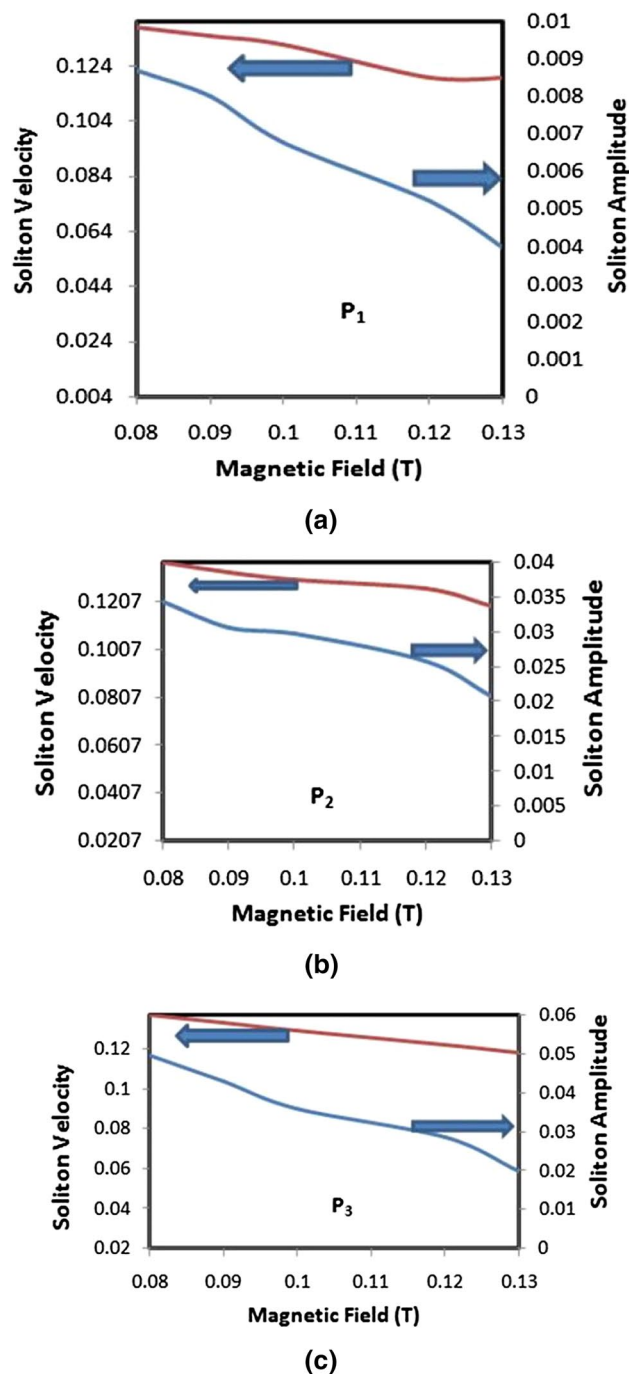 Soliton Velocity
0.124
0.104
0.084
0.064
0.044
0.024
0.004
0.01
0.009
0.008
0.007
0.006
0.005
0.004
0.003
0.002
0.001
0
Soliton Amplitude
P1
0.08 0.09 0.1 0.11 0.12 0.13
Magnetic Field (T)
(a)
Soliton Velocity
0.1207
0.1007
0.0807
0.0607
0.0407
0.0207
0.04
0.035
0.03
0.025
0.02
0.015
0.01
0.005
0
Soliton Amplitude
P2
0.08 0.09 0.1 0.11 0.12 0.13
Magnetic Field (T)
(b)
Soliton Velocity
0.12
0.1
0.08
0.06
0.04
0.02
0.06
0.05
0.04
0.03
0.02
0.01
0
Soliton Amplitude
P3
0.08 0.09 0.1 0.11 0.12 0.13
Magnetic Field (T)
(c)